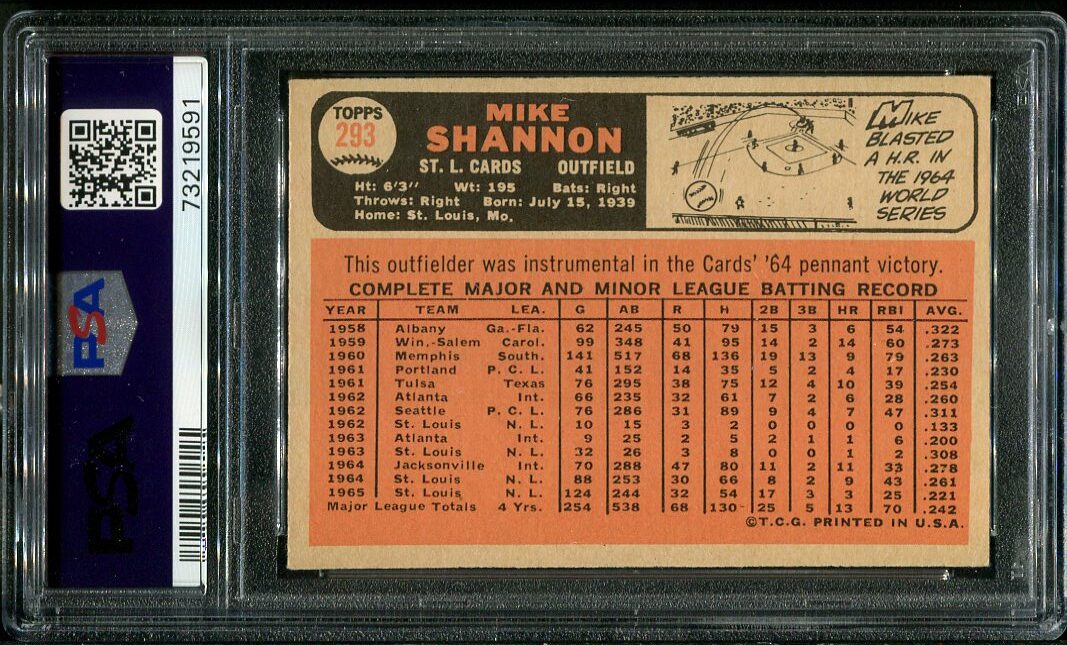 73219591
PSA
PSA
TOPPS
293
MIKE
SHANNON
ST. L. CARDS OUTFIELD
Ht: 6'3" Wt: 195 Bats: Right
Throws: Right Born: July 15, 1939
Home: St. Louis, Mo.
MIKE
BLASTED
A H.R. IN
THE 1964
WORLD
SERIES
This outfielder was instrumental in the Cards' '64 pennant victory.
COMPLETE MAJOR AND MINOR LEAGUE BATTING RECORD
YEAR TEAM LEA. G AB R H 2B 3B HR RBI AVG.
1958 Albany Ga.-Fla. 62 245 50 79 15 3 6 54 .322
1959 Win.-Salem Carol. 99 348 41 95 14 2 14 60 .273
1960 Memphis South. 141 517 68 136 19 13 9 79 .263
1961 Portland P. C. L. 41 152 14 35 5 2 4 17 .230
1961 Tulsa Texas 76 295 38 75 12 4 10 39 .254
1962 Atlanta Int. 66 235 32 61 7 2 6 28 .260
1962 Seattle P. C. L. 76 286 31 89 9 4 7 47 .311
1962 St. Louis N. L. 10 15 3 2 0 0 0 0 .133
1963 Atlanta Int. 9 25 2 5 2 1 1 6 .200
1963 St. Louis N. L. 32 26 3 8 0 0 1 2 .308
1964 Jacksonville Int. 70 288 47 80 11 2 11 33 .278
1964 St. Louis N. L. 88 253 30 66 8 2 9 43 .261
1965 St. Louis N. L. 124 244 32 54 17 3 3 25 .221
Major League Totals 4 Yrs. 254 538 68 130 25 5 13 70 .242
©T.C.G. PRINTED IN U.S.A.